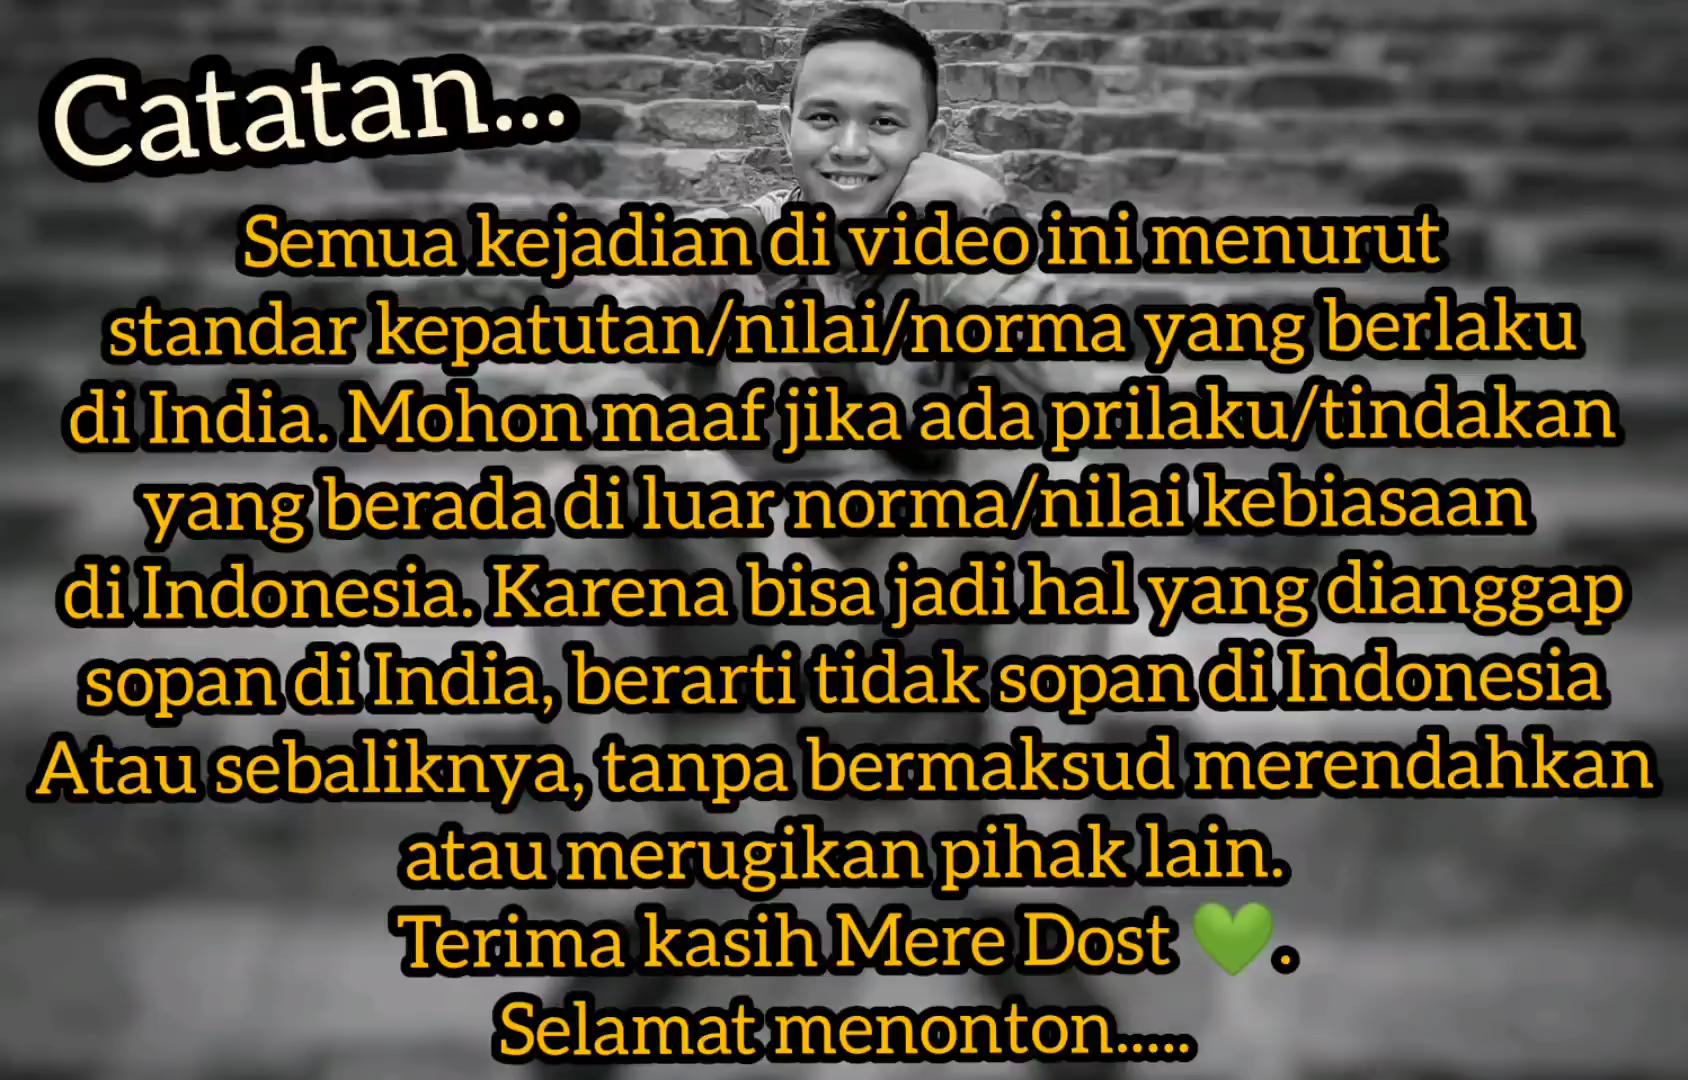 Catatan...
Semua kejadian di video ini menurut
standar kepatutan/nilai/norma yang berlaku
di India. Mohon maaf jika ada prilaku/tindakan
yang berada di luar norma/nilai kebiasaan
di Indonesia. Karena bisa jadi hal yang dianggap
sopan di India, berarti tidak sopan di Indonesia
Atau sebaliknya, tanpa bermaksud merendahkan
atau merugikan pihak lain.
Terima kasih Mere Dost 💚.
Selamat menonton.....